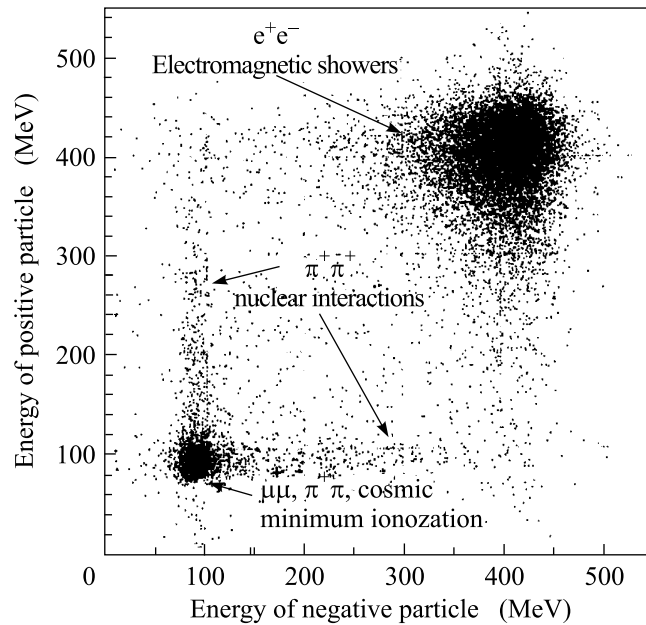 e⁺e⁻
Electromagnetic showers
π⁺π⁺
nuclear interactions
μμ, π⁺π, cosmic
minimum ionozation
Energy of positive particle (MeV)
500
400
300
200
100
0
100
200
300
400
500
Energy of negative particle (MeV)